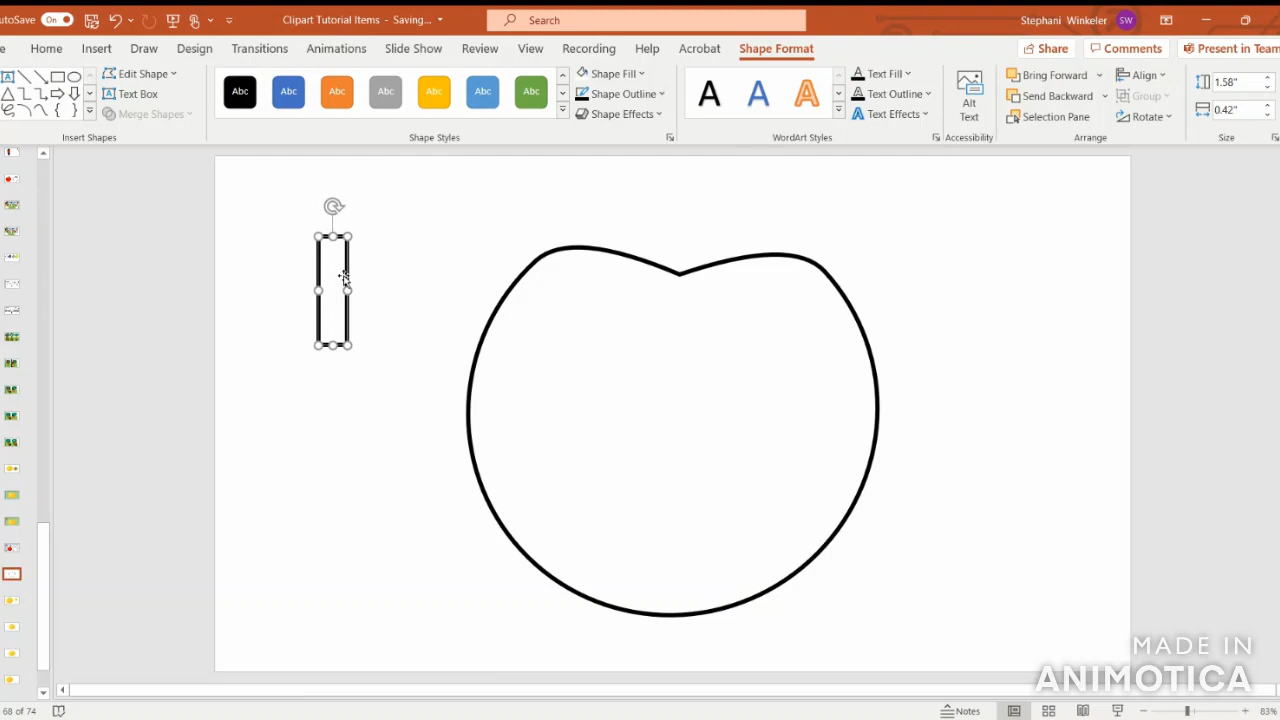 AutoSave On Clipart Tutorial Items - Saving... Search Stephani Winkeler SW
Home Insert Draw Design Transitions Animations Slide Show Review View Recording Help Acrobat Shape Format Share Comments Present in Team
Edit Shape Abc Abc Abc Abc Abc Abc Abc Shape Fill A A A Text Fill Bring Forward Align 1.58"
Text Box Shape Outline Text Outline Alt Text Send Backward Group
Merge Shapes Shape Effects Text Effects Selection Pane Rotate 0.42"
Insert Shapes Shape Styles WordArt Styles Accessibility Arrange Size
MADE IN
ANIMOTICA
68 of 74 Notes 83%